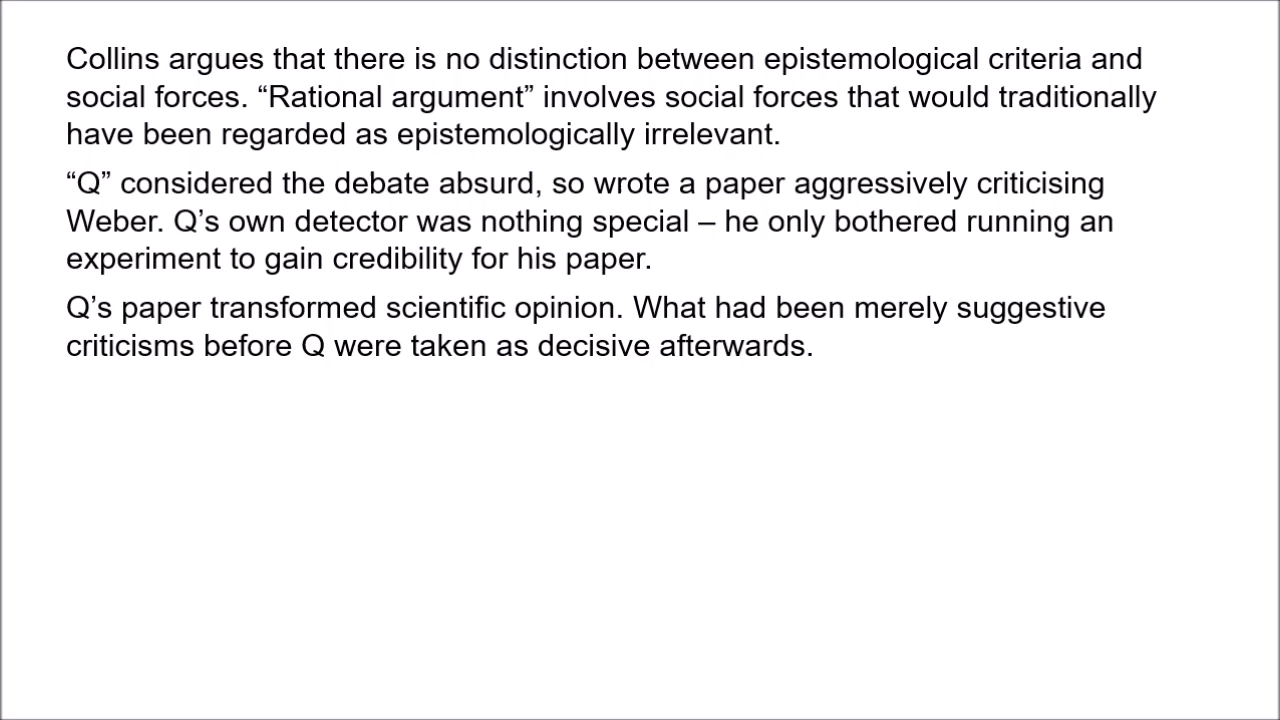 Collins argues that there is no distinction between epistemological criteria and
social forces. “Rational argument” involves social forces that would traditionally
have been regarded as epistemologically irrelevant.
“Q” considered the debate absurd, so wrote a paper aggressively criticising
Weber. Q’s own detector was nothing special – he only bothered running an
experiment to gain credibility for his paper.
Q’s paper transformed scientific opinion. What had been merely suggestive
criticisms before Q were taken as decisive afterwards.